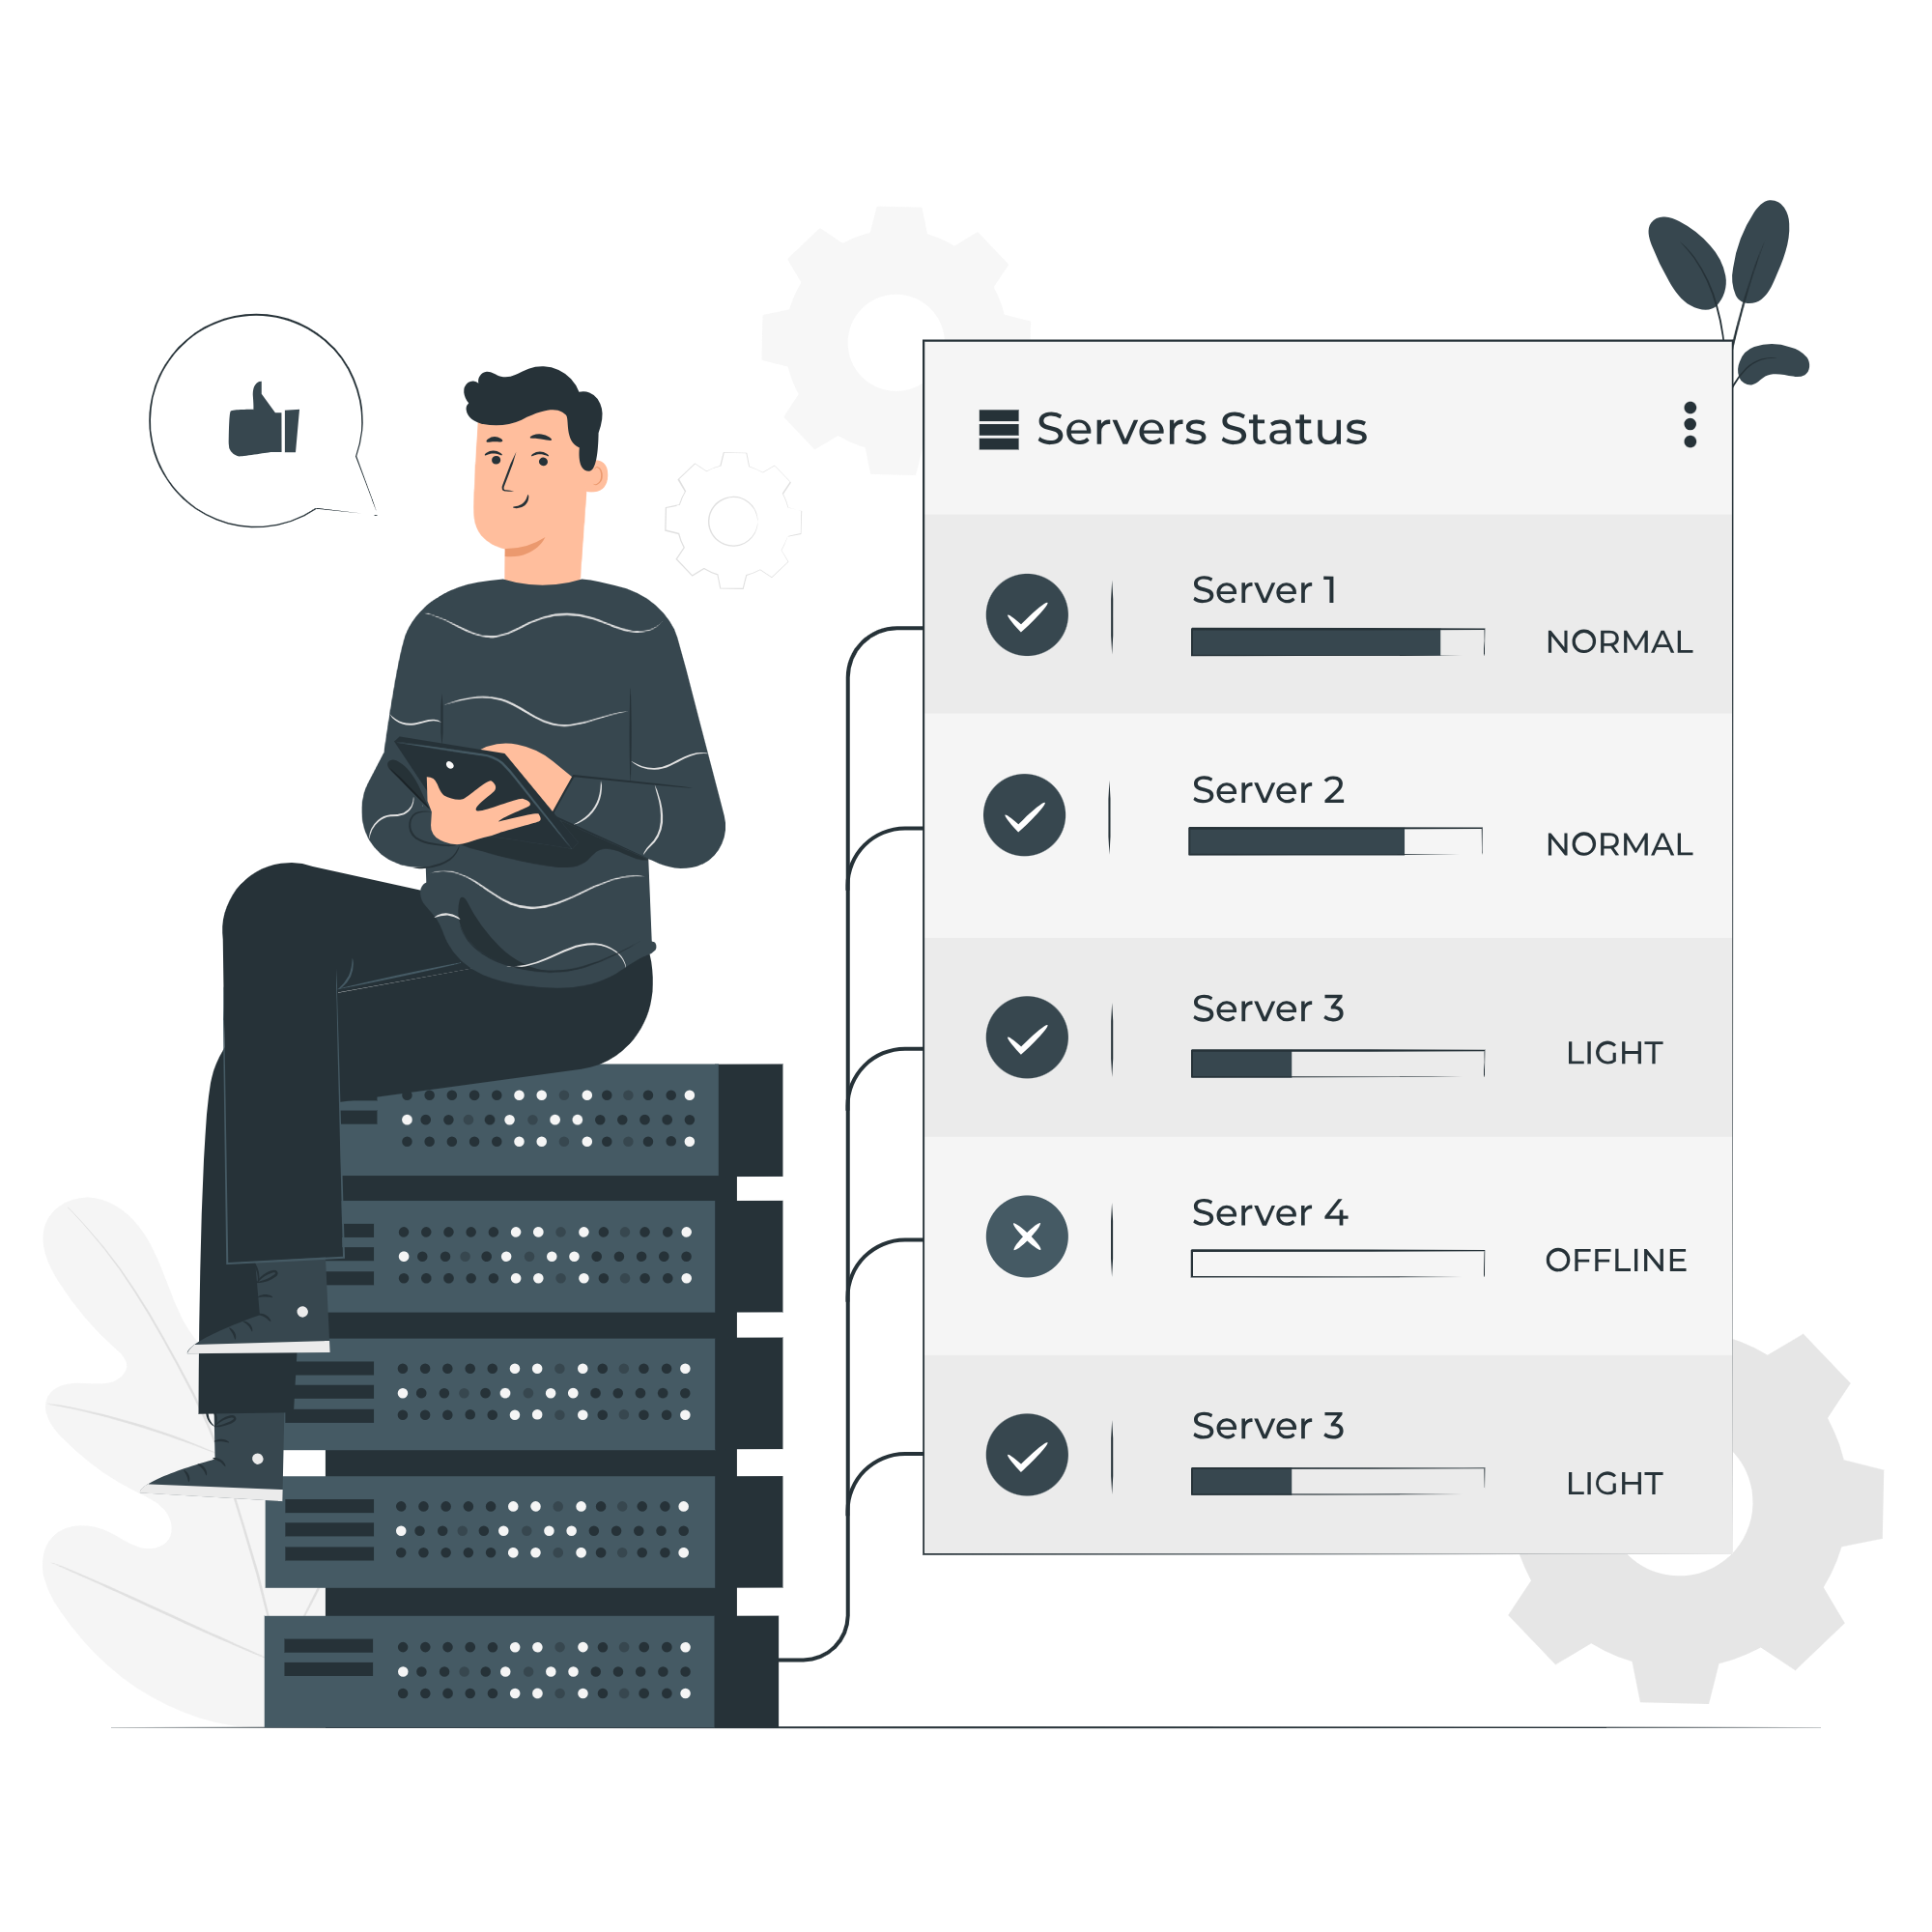 Servers Status
Server 1
NORMAL
Server 2
NORMAL
Server 3
LIGHT
Server 4
OFFLINE
Server 3
LIGHT